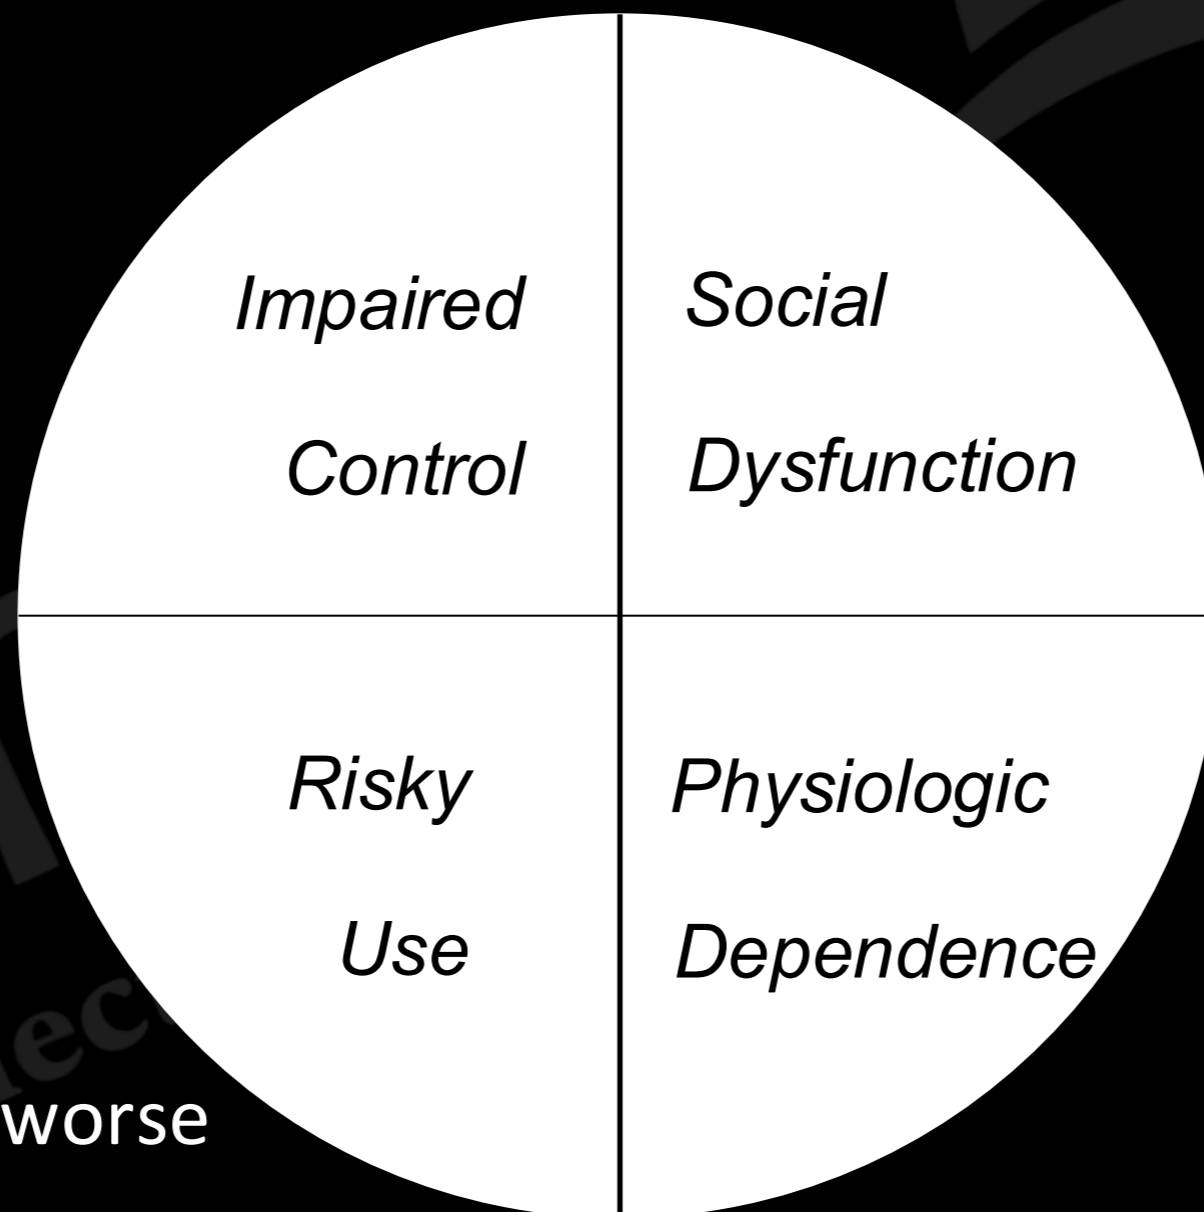 Impaired
Control
Social
Dysfunction
Risky
Use
Physiologic
Dependence
worse